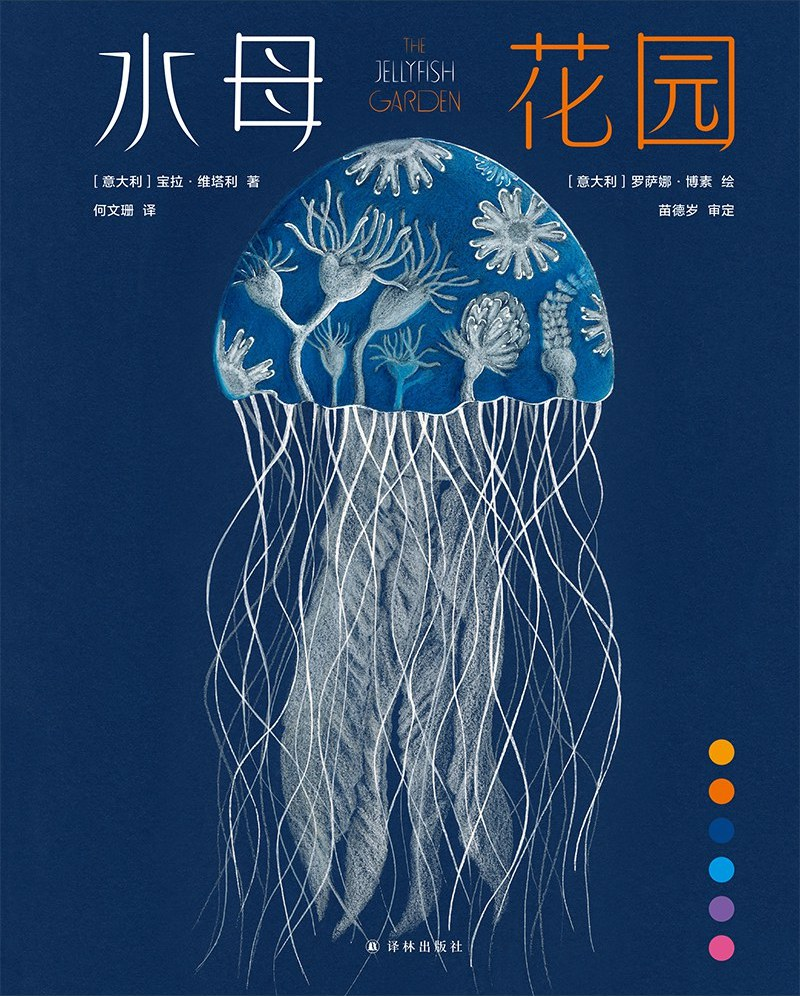 水母
THE
JELLYFISH
GARDEN
花园
[意大利] 宝拉·维塔利 著
何文珊 译
[意大利] 罗萨娜·博素 绘
苗德岁 审定
译林出版社